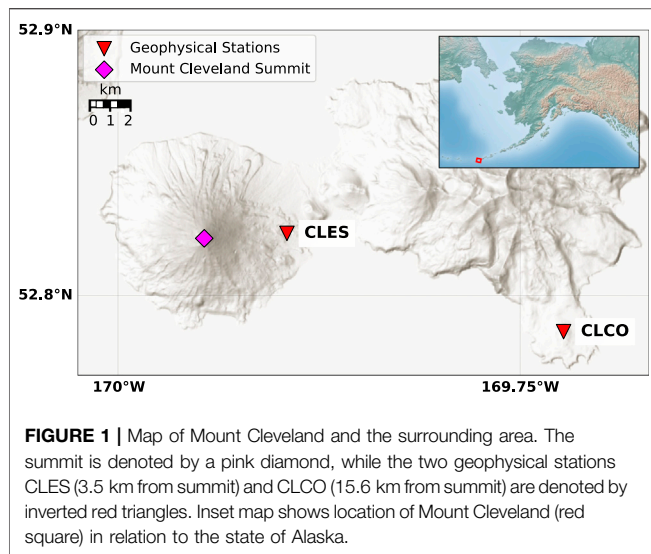 52.9°N
Geophysical Stations
Mount Cleveland Summit
km
0 1 2
CLES
52.8°N
CLCO
170°W
169.75°W
FIGURE 1 | Map of Mount Cleveland and the surrounding area. The
summit is denoted by a pink diamond, while the two geophysical stations
CLES (3.5 km from summit) and CLCO (15.6 km from summit) are denoted by
inverted red triangles. Inset map shows location of Mount Cleveland (red
square) in relation to the state of Alaska.